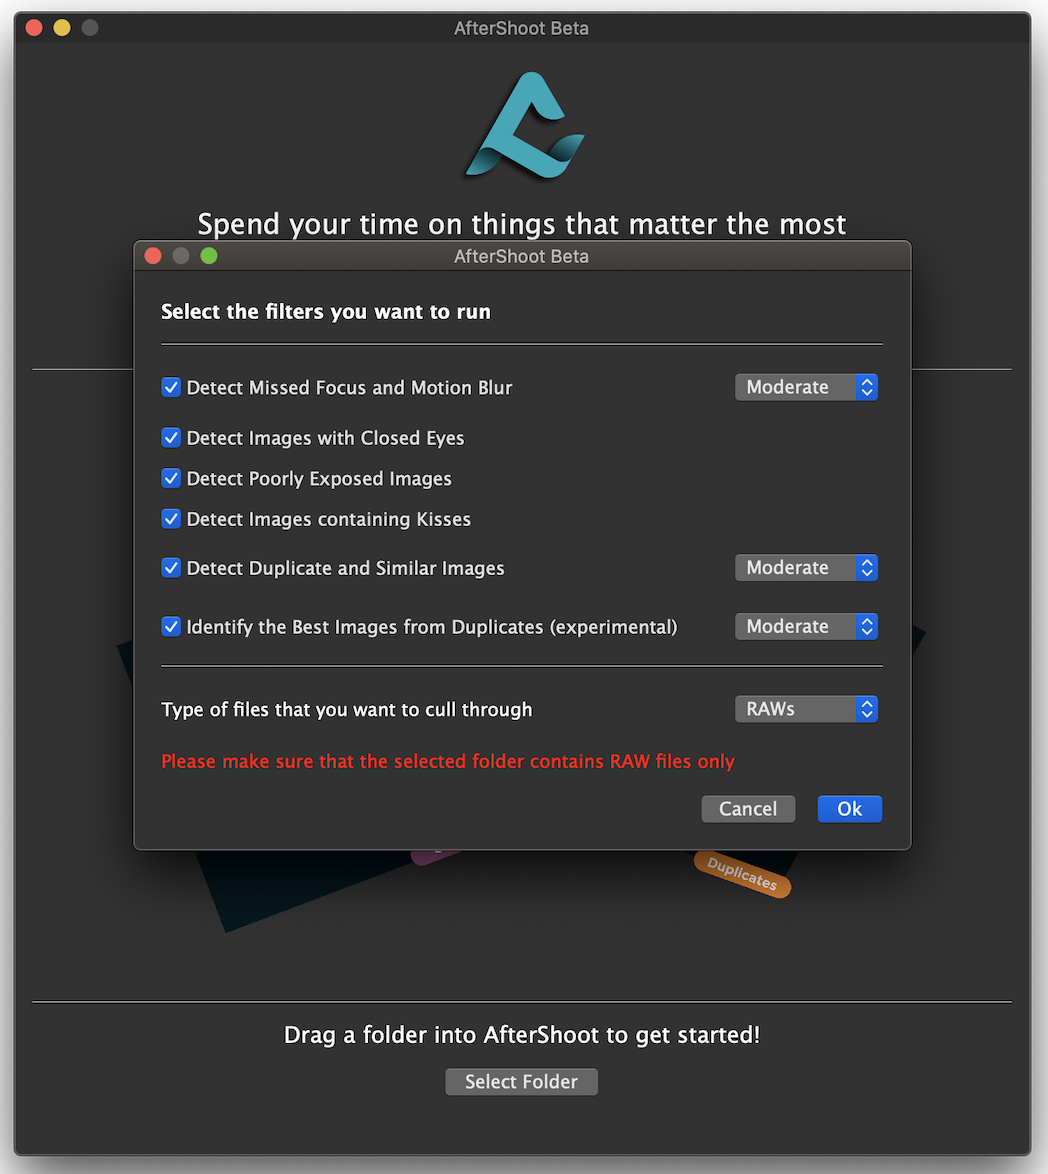 AfterShoot Beta
Spend your time on things that matter the most
AfterShoot Beta
Select the filters you want to run
Detect Missed Focus and Motion Blur Moderate
Detect Images with Closed Eyes
Detect Poorly Exposed Images
Detect Images containing Kisses
Detect Duplicate and Similar Images Moderate
Identify the Best Images from Duplicates (experimental) Moderate
Type of files that you want to cull through RAWs
Please make sure that the selected folder contains RAW files only
Cancel Ok
Duplicates
Drag a folder into AfterShoot to get started!
Select Folder